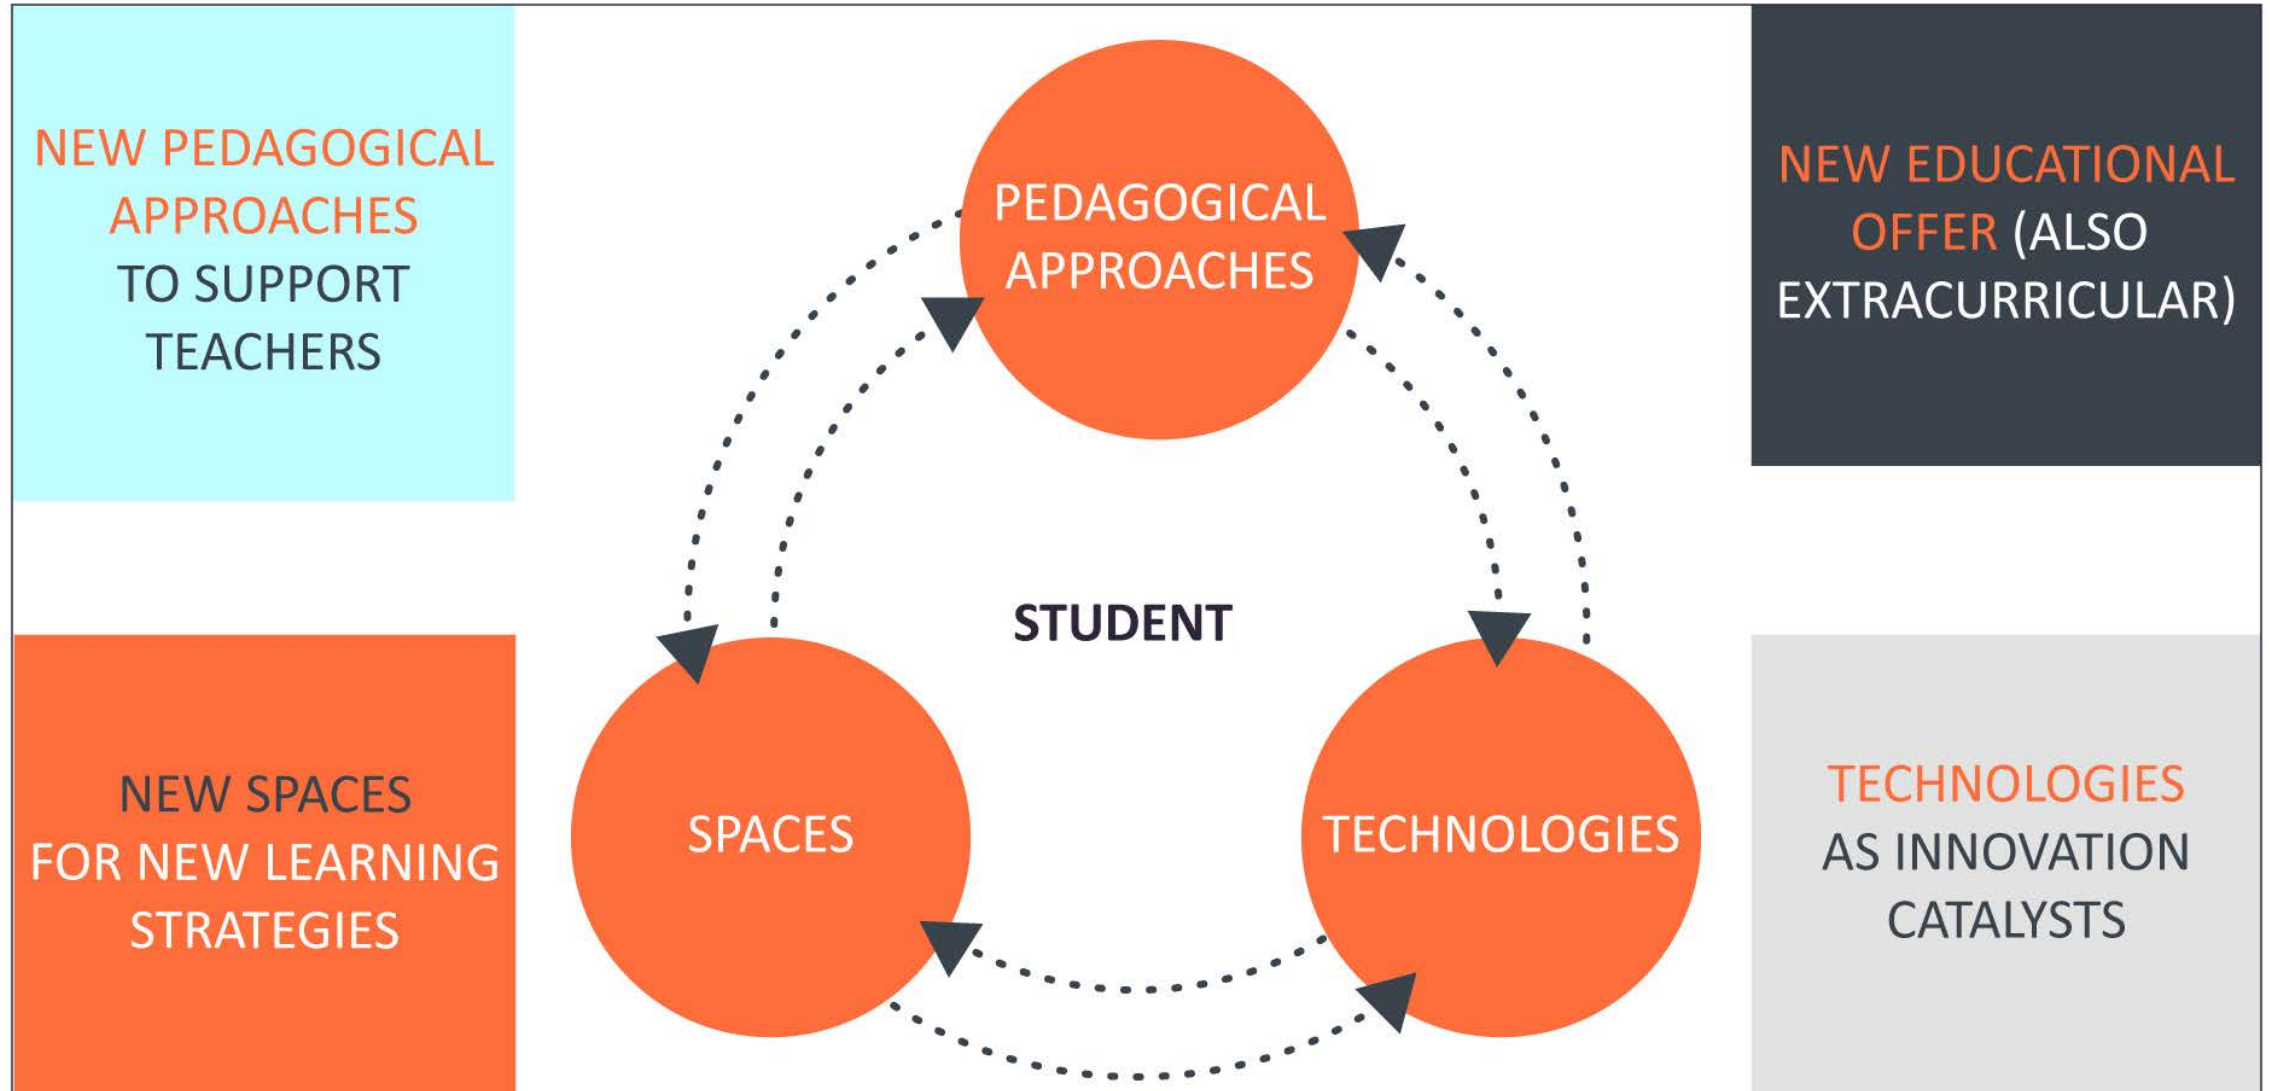 NEW PEDAGOGICAL
APPROACHES
TO SUPPORT
TEACHERS
PEDAGOGICAL
APPROACHES
NEW EDUCATIONAL
OFFER (ALSO
EXTRACURRICULAR)
STUDENT
NEW SPACES
FOR NEW LEARNING
STRATEGIES
SPACES
TECHNOLOGIES
TECHNOLOGIES
AS INNOVATION
CATALYSTS